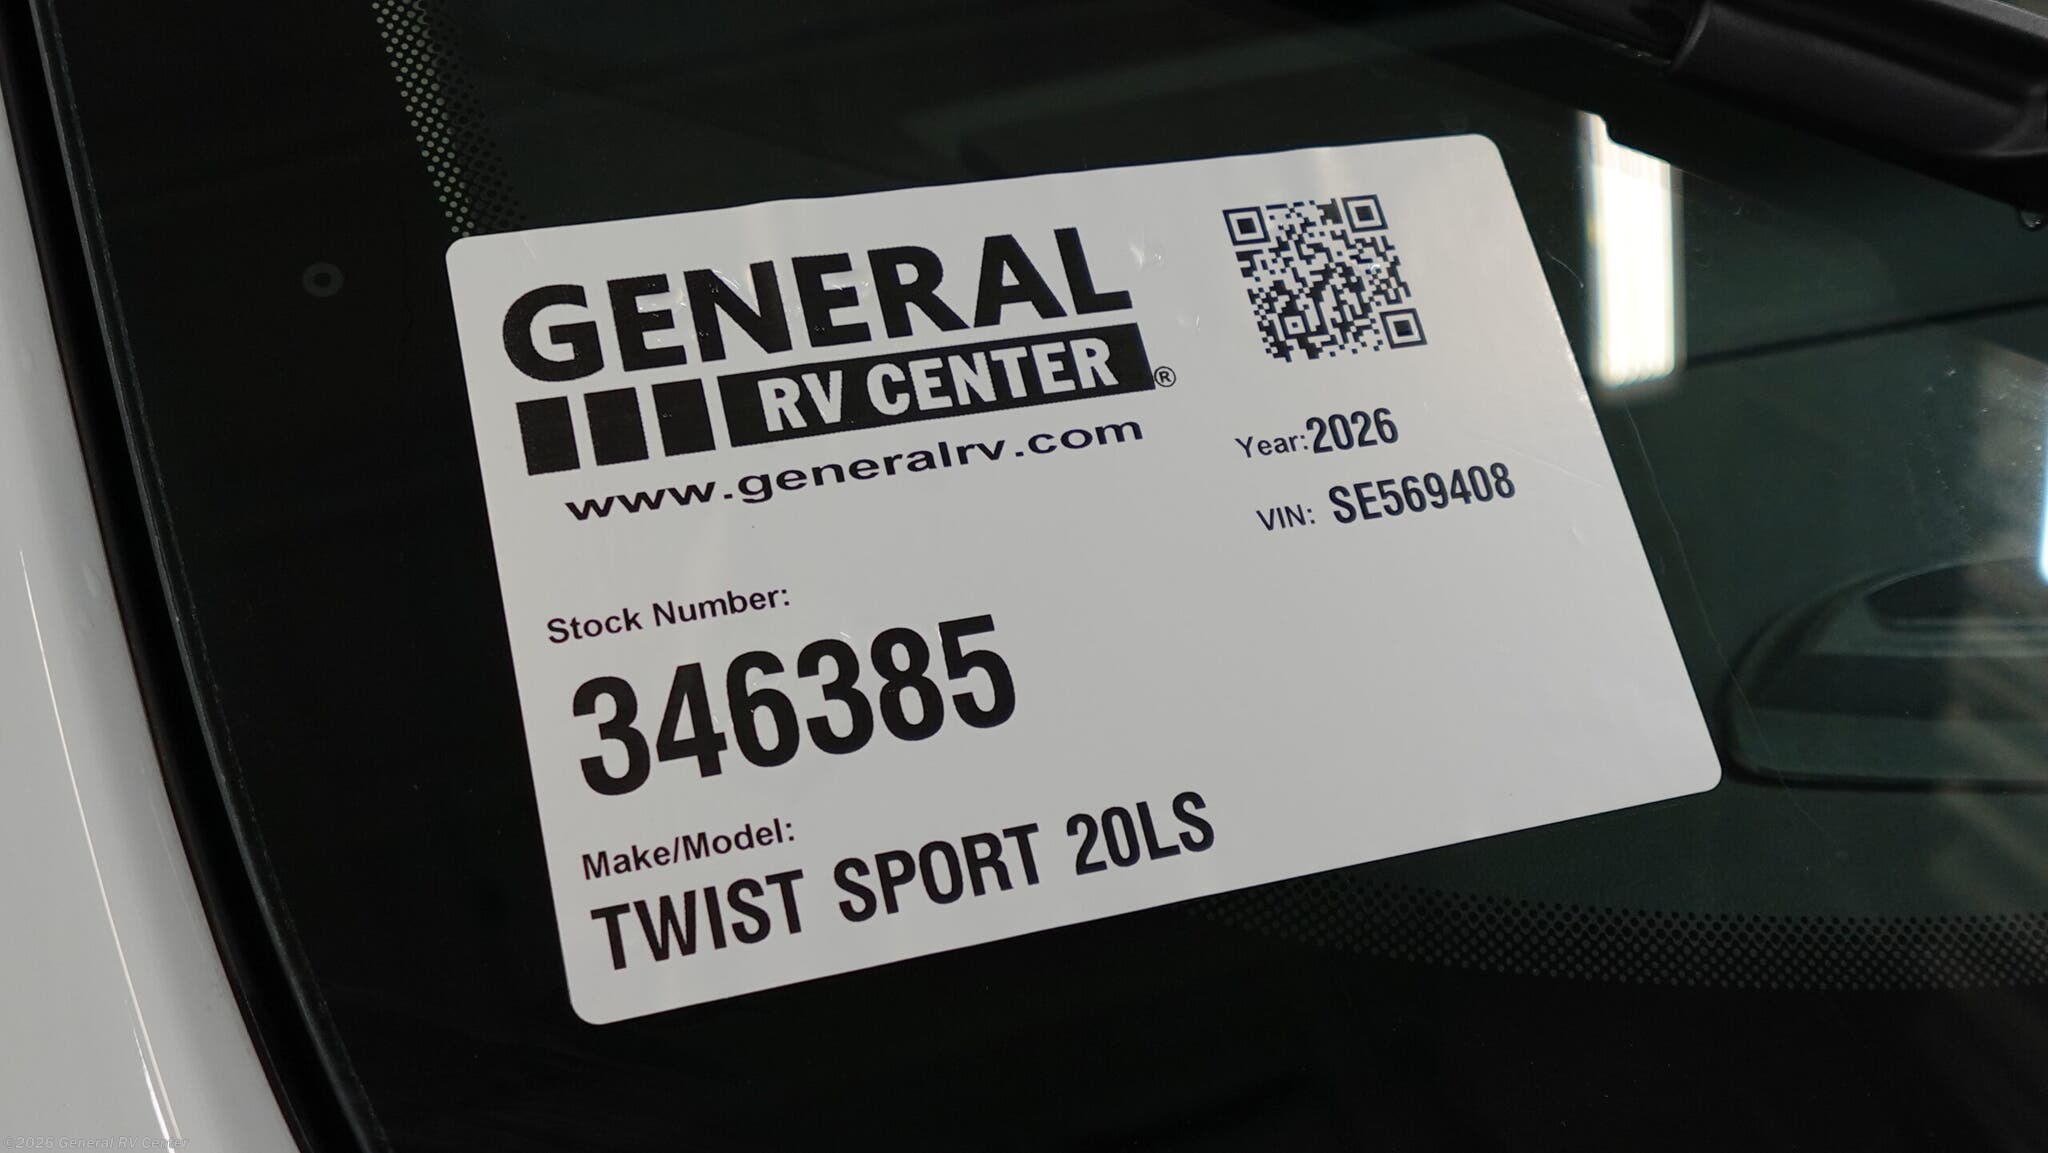 GENERAL
RV CENTER®
www.generalrv.com
Year:2026
VIN: SE569408
Stock Number:
346385
Make/Model:
TWIST SPORT 20LS
©2025 General RV Center